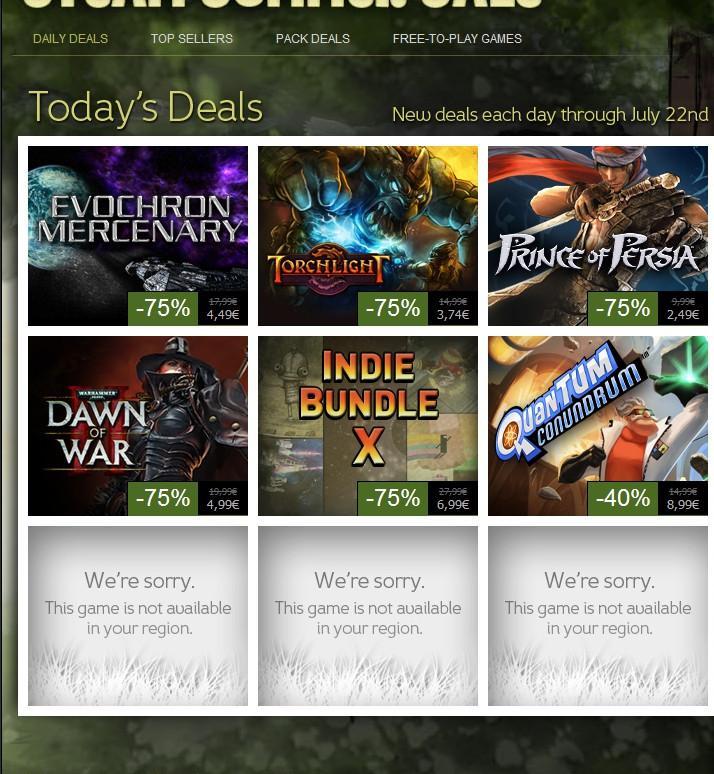 STEAM SUMMER SALE
DAILY DEALS TOP SELLERS PACK DEALS FREE-TO-PLAY GAMES
Today's Deals
New deals each day through July 22nd
EVOCHRON
MERCENARY
-75% 17,99€
4,49€
TORCHLIGHT
-75% 14,99€
3,74€
PRINCE OF PERSIA
-75% 9,99€
2,49€
WARHAMMER
DAWN
OF
WAR
II
-75% 19,99€
4,99€
INDIE
BUNDLE
X
-75% 27,99€
6,99€
QUANTUM
CONUNDRUM
-40% 14,99€
8,99€
We're sorry.
This game is not available
in your region.
We're sorry.
This game is not available
in your region.
We're sorry.
This game is not available
in your region.